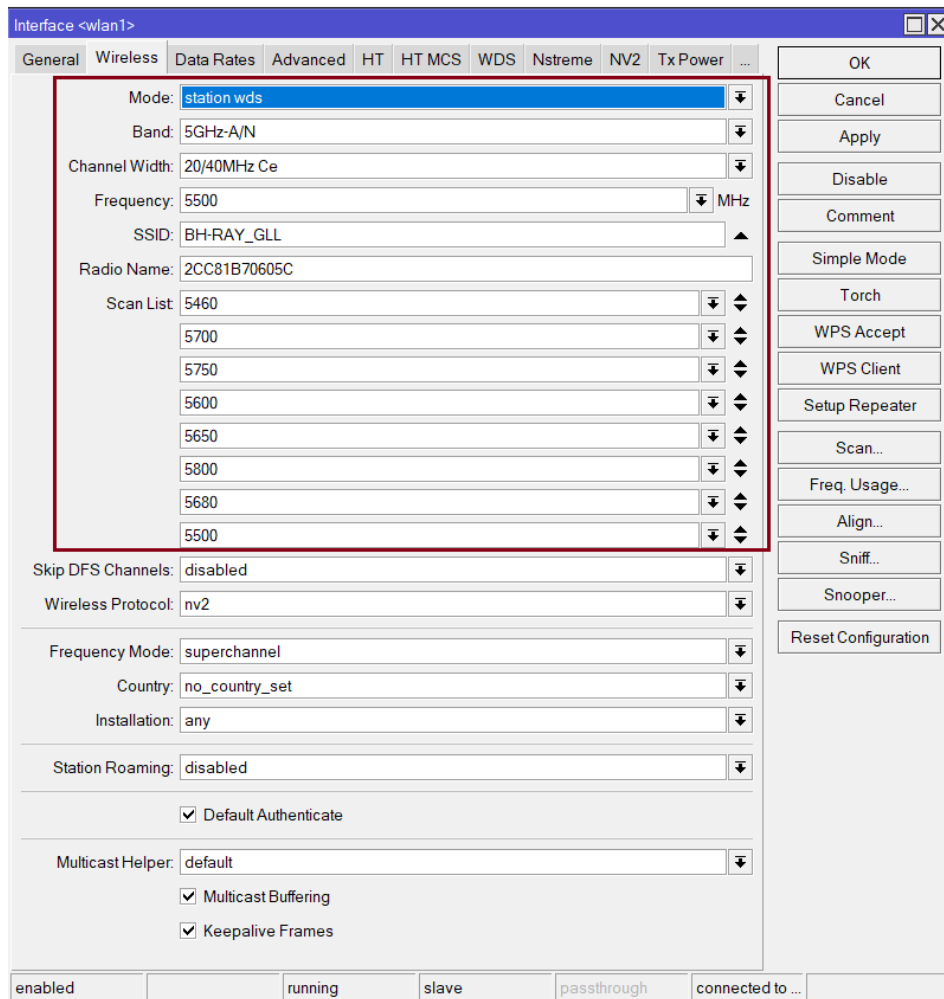 Interface <wlan1>
General Wireless Data Rates Advanced HT HT MCS WDS Nstreme NV2 Tx Power ...
Mode: station wds
Band: 5GHz-A/N
Channel Width: 20/40MHz Ce
Frequency: 5500 MHz
SSID: BH-RAY_GLL
Radio Name: 2CC81B70605C
Scan List: 5460
5700
5750
5600
5650
5800
5680
5500
Skip DFS Channels: disabled
Wireless Protocol: nv2
Frequency Mode: superchannel
Country: no_country_set
Installation: any
Station Roaming: disabled
Default Authenticate
Multicast Helper: default
Multicast Buffering
Keepalive Frames
OK
Cancel
Apply
Disable
Comment
Simple Mode
Torch
WPS Accept
WPS Client
Setup Repeater
Scan...
Freq. Usage...
Align...
Sniff...
Snooper...
Reset Configuration
enabled running slave passthrough connected to ...